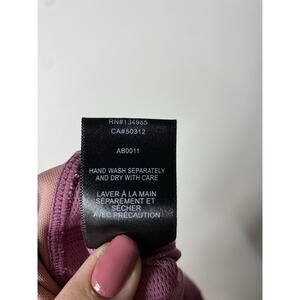 RN#134985
CA#50312
AB0011
HAND WASH SEPARATELY
AND DRY WITH CARE
LAVER À LA MAIN
SÉPARÉMENT ET
SÉCHER
AVEC PRÉCAUTION